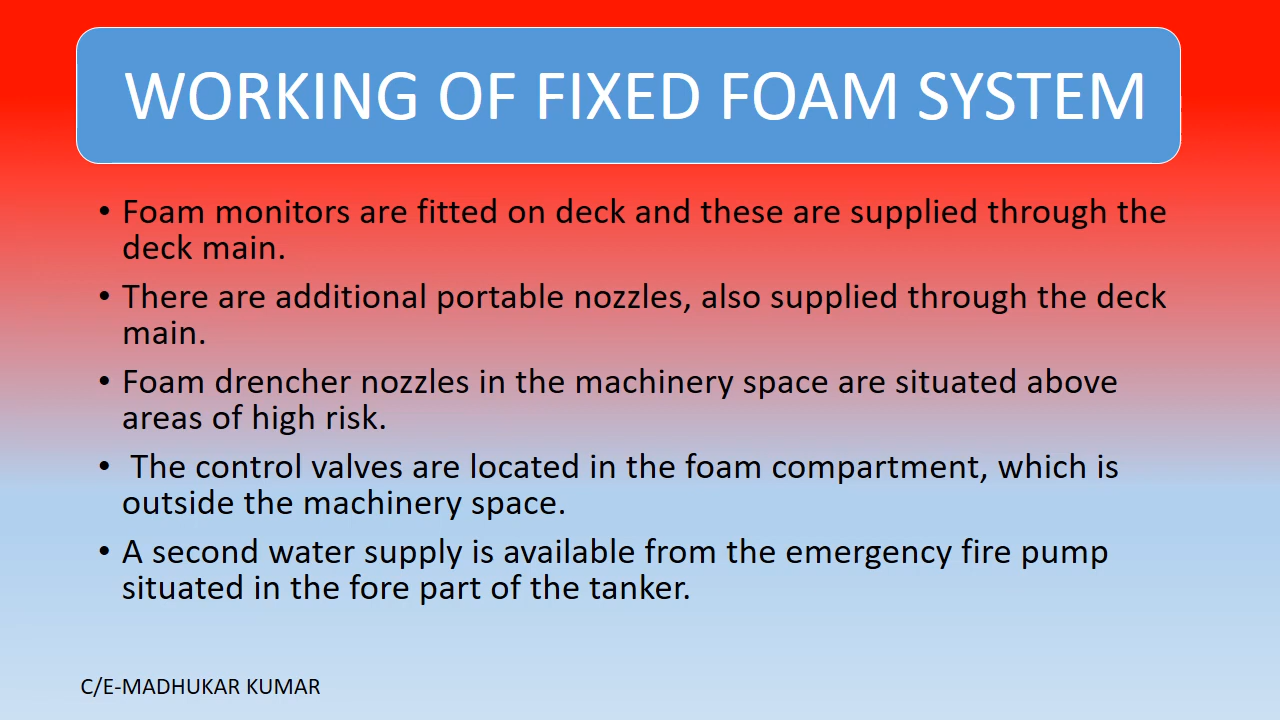 WORKING OF FIXED FOAM SYSTEM
• Foam monitors are fitted on deck and these are supplied through the
deck main.
• There are additional portable nozzles, also supplied through the deck
main.
• Foam drencher nozzles in the machinery space are situated above
areas of high risk.
• The control valves are located in the foam compartment, which is
outside the machinery space.
• A second water supply is available from the emergency fire pump
situated in the fore part of the tanker.
C/E-MADHUKAR KUMAR